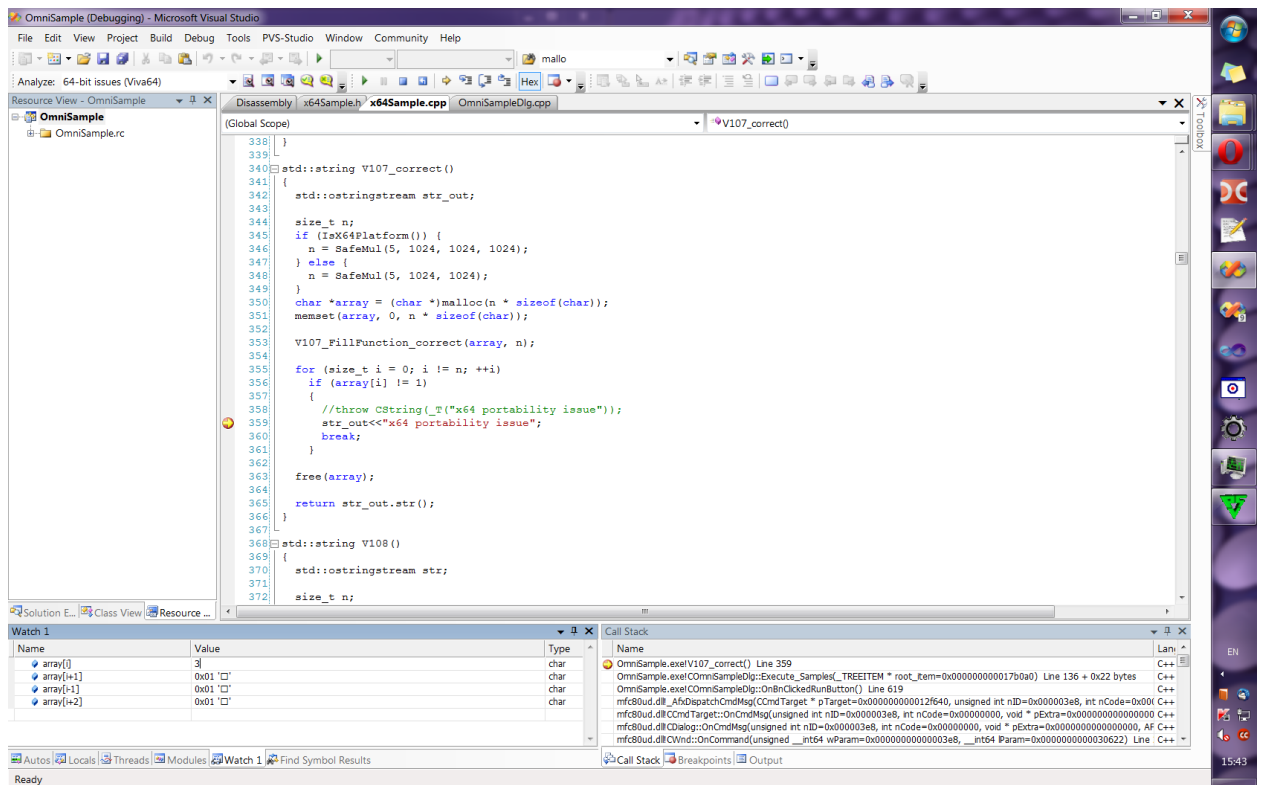 OmniSample (Debugging) - Microsoft Visual Studio
File Edit View Project Build Debug Tools PVS-Studio Window Community Help
mallo
Analyze: 64-bit issues (Viva64)
Hex
Resource View - OmniSample
OmniSample
OmniSample.rc
Disassembly x64Sample.h x64Sample.cpp OmniSampleDlg.cpp
Toolbox
(Global Scope) V107_correct()
338 }
339
340 std::string V107_correct()
341 {
342 std::ostringstream str_out;
343
344 size_t n;
345 if (IsX64Platform()) {
346 n = SafeMul(5, 1024, 1024, 1024);
347 } else {
348 n = SafeMul(5, 1024, 1024);
349 }
350 char *array = (char *)malloc(n * sizeof(char));
351 memset(array, 0, n * sizeof(char));
352
353 V107_FillFunction_correct(array, n);
354
355 for (size_t i = 0; i != n; ++i)
356 if (array[i] != 1)
357 {
358 //throw CString(_T("x64 portability issue"));
359 str_out<<"x64 portability issue";
360 break;
361 }
362
363 free(array);
364
365 return str_out.str();
366 }
367
368 std::string V108()
369 {
370 std::ostringstream str;
371
372 size_t n;
Solution E... Class View Resource ...
Watch 1
Name Value Type
array[i] 3 char
array[i+1] 0x01 '□' char
array[i-1] 0x01 '□' char
array[i+2] 0x01 '□' char
Call Stack
Name Lan
OmniSample.exe!V107_correct() Line 359 C++
OmniSample.exe!COmniSampleDlg::Execute_Samples(_TREEITEM * root_item=0x000000000017b0a0) Line 136 + 0x22 bytes C++
OmniSample.exe!COmniSampleDlg::OnBnClickedRunButton() Line 619 C++
mfc80ud.dll!_AfxDispatchCmdMsg(CCmdTarget * pTarget=0x000000000012f640, unsigned int nID=0x000003e8, int nCode=0x000 C++
mfc80ud.dll!CCmdTarget::OnCmdMsg(unsigned int nID=0x000003e8, int nCode=0x00000000, void * pExtra=0x0000000000000000 C++
mfc80ud.dll!CDialog::OnCmdMsg(unsigned int nID=0x000003e8, int nCode=0x00000000, void * pExtra=0x0000000000000000, AF C++
mfc80ud.dll!CWnd::OnCommand(unsigned __int64 wParam=0x00000000000003e8, __int64 lParam=0x0000000000030622) Line C++
Autos Locals Threads Modules Watch 1 Find Symbol Results
Call Stack Breakpoints Output
Ready
EN
15:43